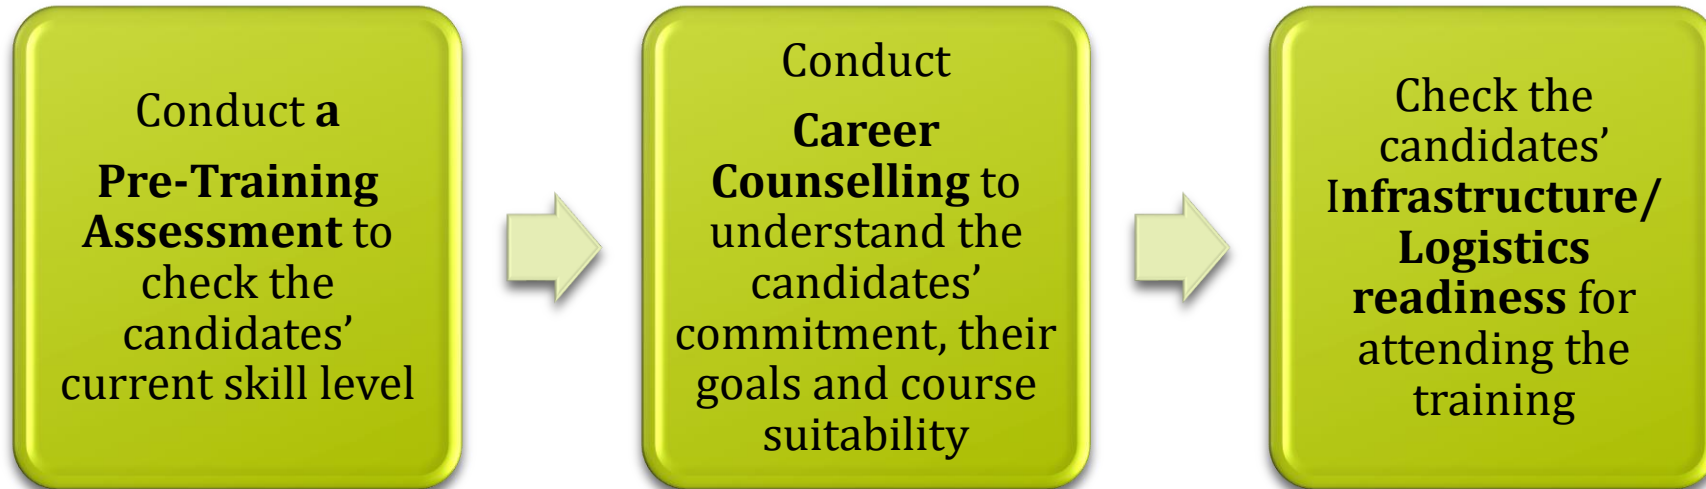 Conduct a
Pre-Training
Assessment to
check the
candidates’
current skill level
Conduct
Career
Counselling to
understand the
candidates’
commitment, their
goals and course
suitability
Check the
candidates’
Infrastructure/
Logistics
readiness for
attending the
training